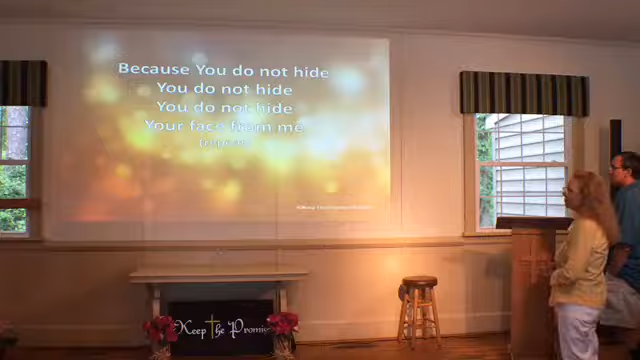 Because You do not hide
You do not hide
You do not hide
Your face from me
(repeat)
Keep the Promise